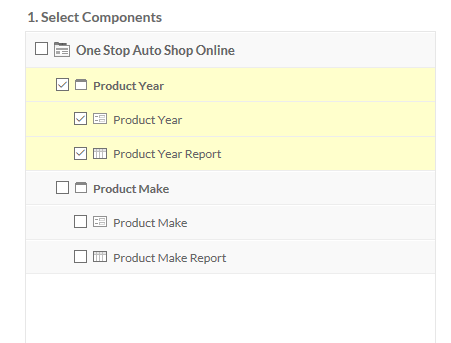 1. Select Components
One Stop Auto Shop Online
Product Year
Product Year
Product Year Report
Product Make
Product Make
Product Make Report